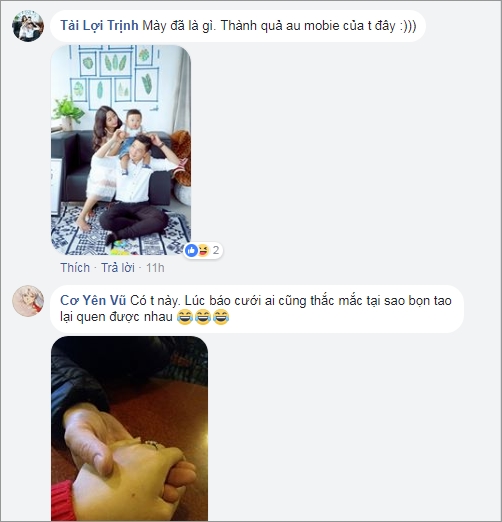 Tài Lợi Trịnh Mày đã là gì. Thành quả au mobie của t đây :)))
2
Thích · Trả lời · 11h
Cơ Yên Vũ Có t này. Lúc báo cưới ai cũng thắc mắc tại sao bọn tao
lại quen được nhau 😂😂😂